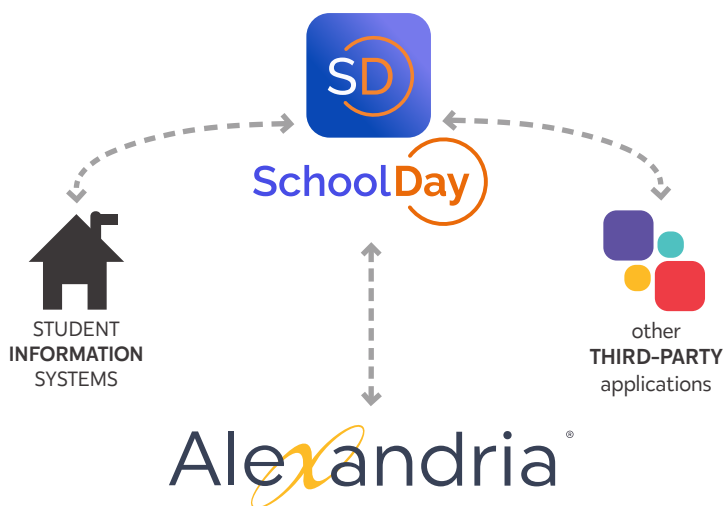 SD
SchoolDay
STUDENT
INFORMATION
SYSTEMS
other
THIRD-PARTY
applications
Alexandria®